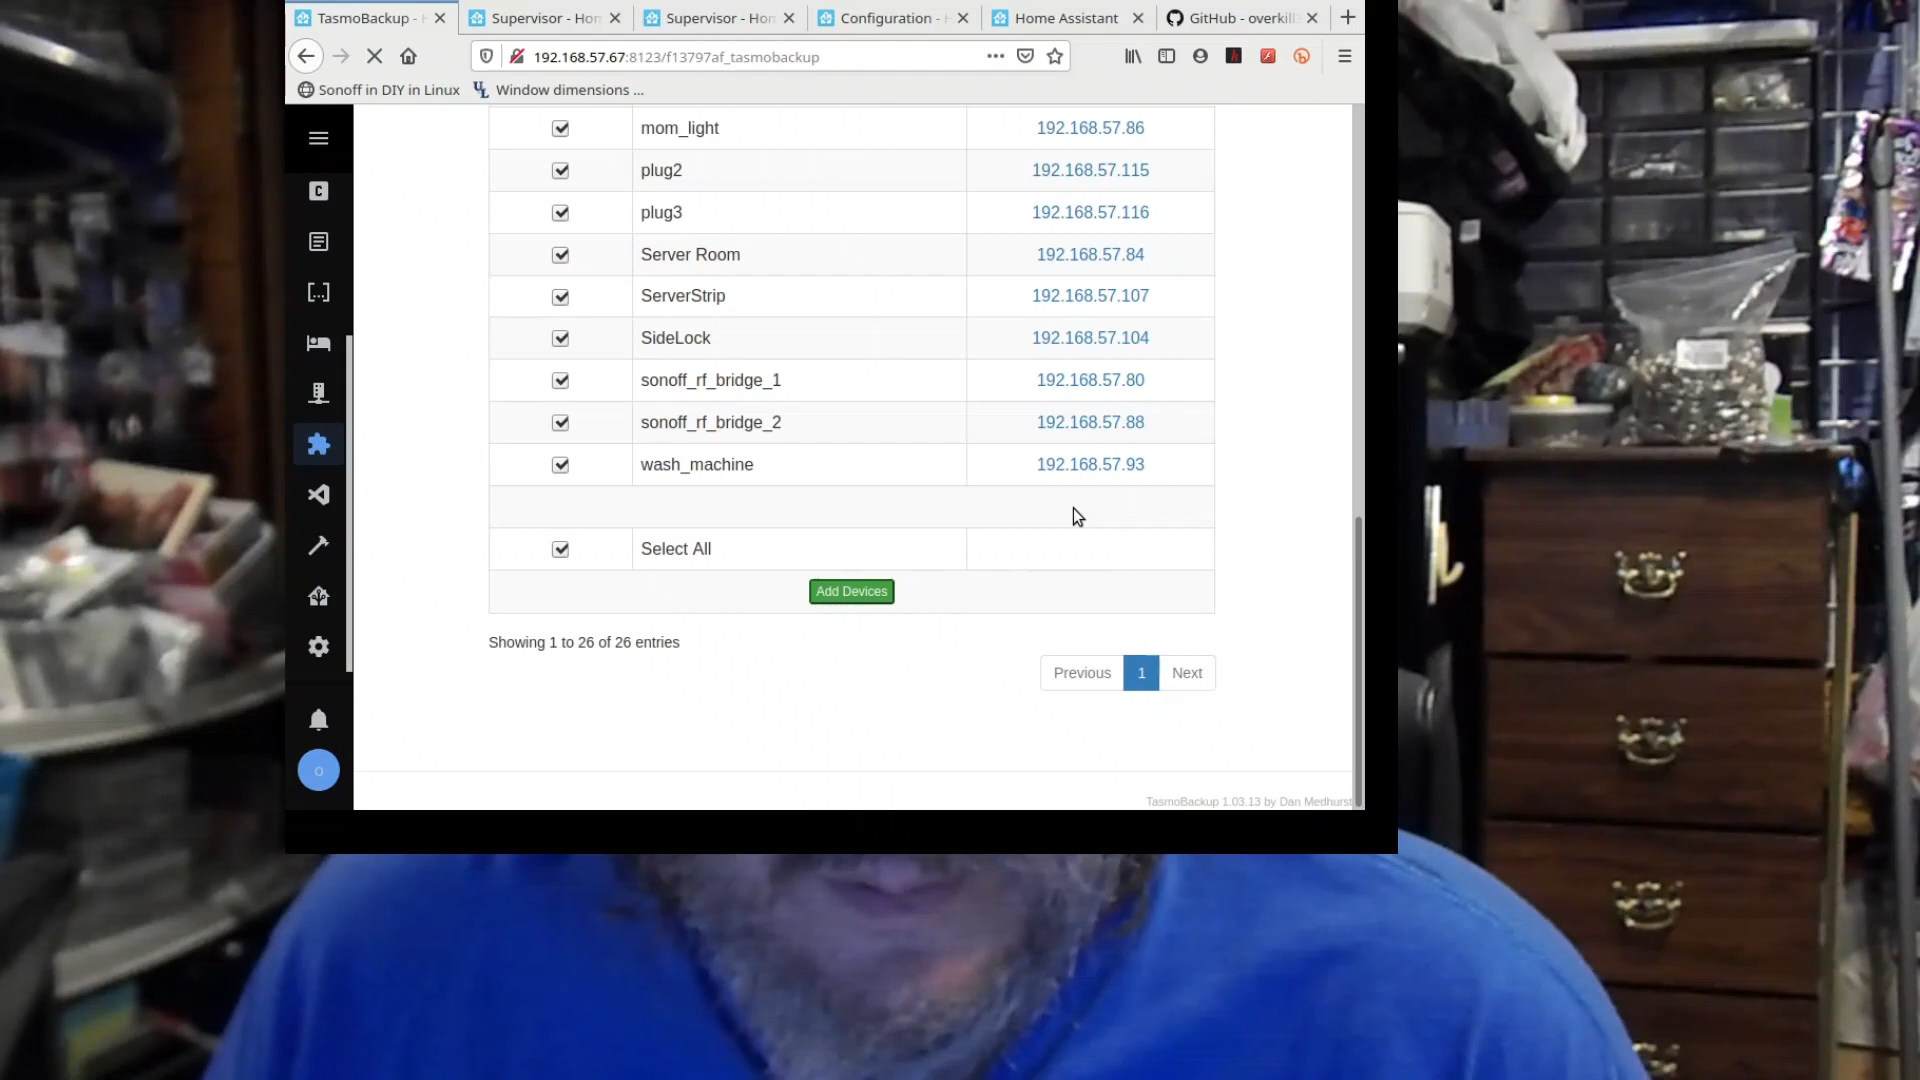 TasmoBackup - H
Supervisor - Hom
Supervisor - Hom
Configuration - H
Home Assistant
GitHub - overkill
192.168.57.67:8123/f13797af_tasmobackup
Sonoff in DIY in Linux
UL
Window dimensions ...
mom_light 192.168.57.86
plug2 192.168.57.115
plug3 192.168.57.116
Server Room 192.168.57.84
ServerStrip 192.168.57.107
SideLock 192.168.57.104
sonoff_rf_bridge_1 192.168.57.80
sonoff_rf_bridge_2 192.168.57.88
wash_machine 192.168.57.93
Select All
Add Devices
Showing 1 to 26 of 26 entries
Previous 1 Next
C
[...]
o
TasmoBackup 1.03.13 by Dan Medhurst